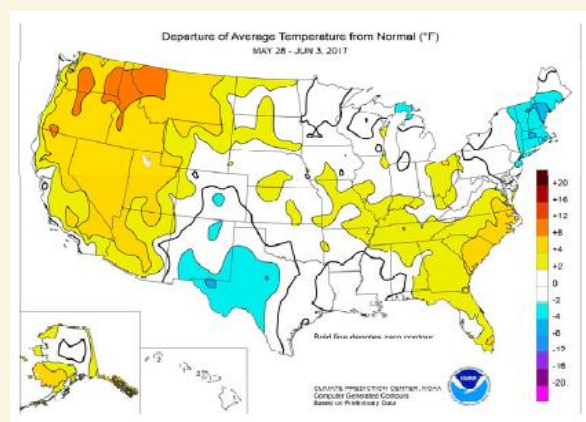 Departure of Average Temperature from Normal (°F)
MAY 28 - JUN 3, 2017
+20
+16
+12
+8
+4
+2
0
-2
-4
-8
-16
-20
Bold line denotes zero contour
CLIMATE PREDICTION CENTER, NOAA
Computer Generated Contours
Based on Preliminary Data